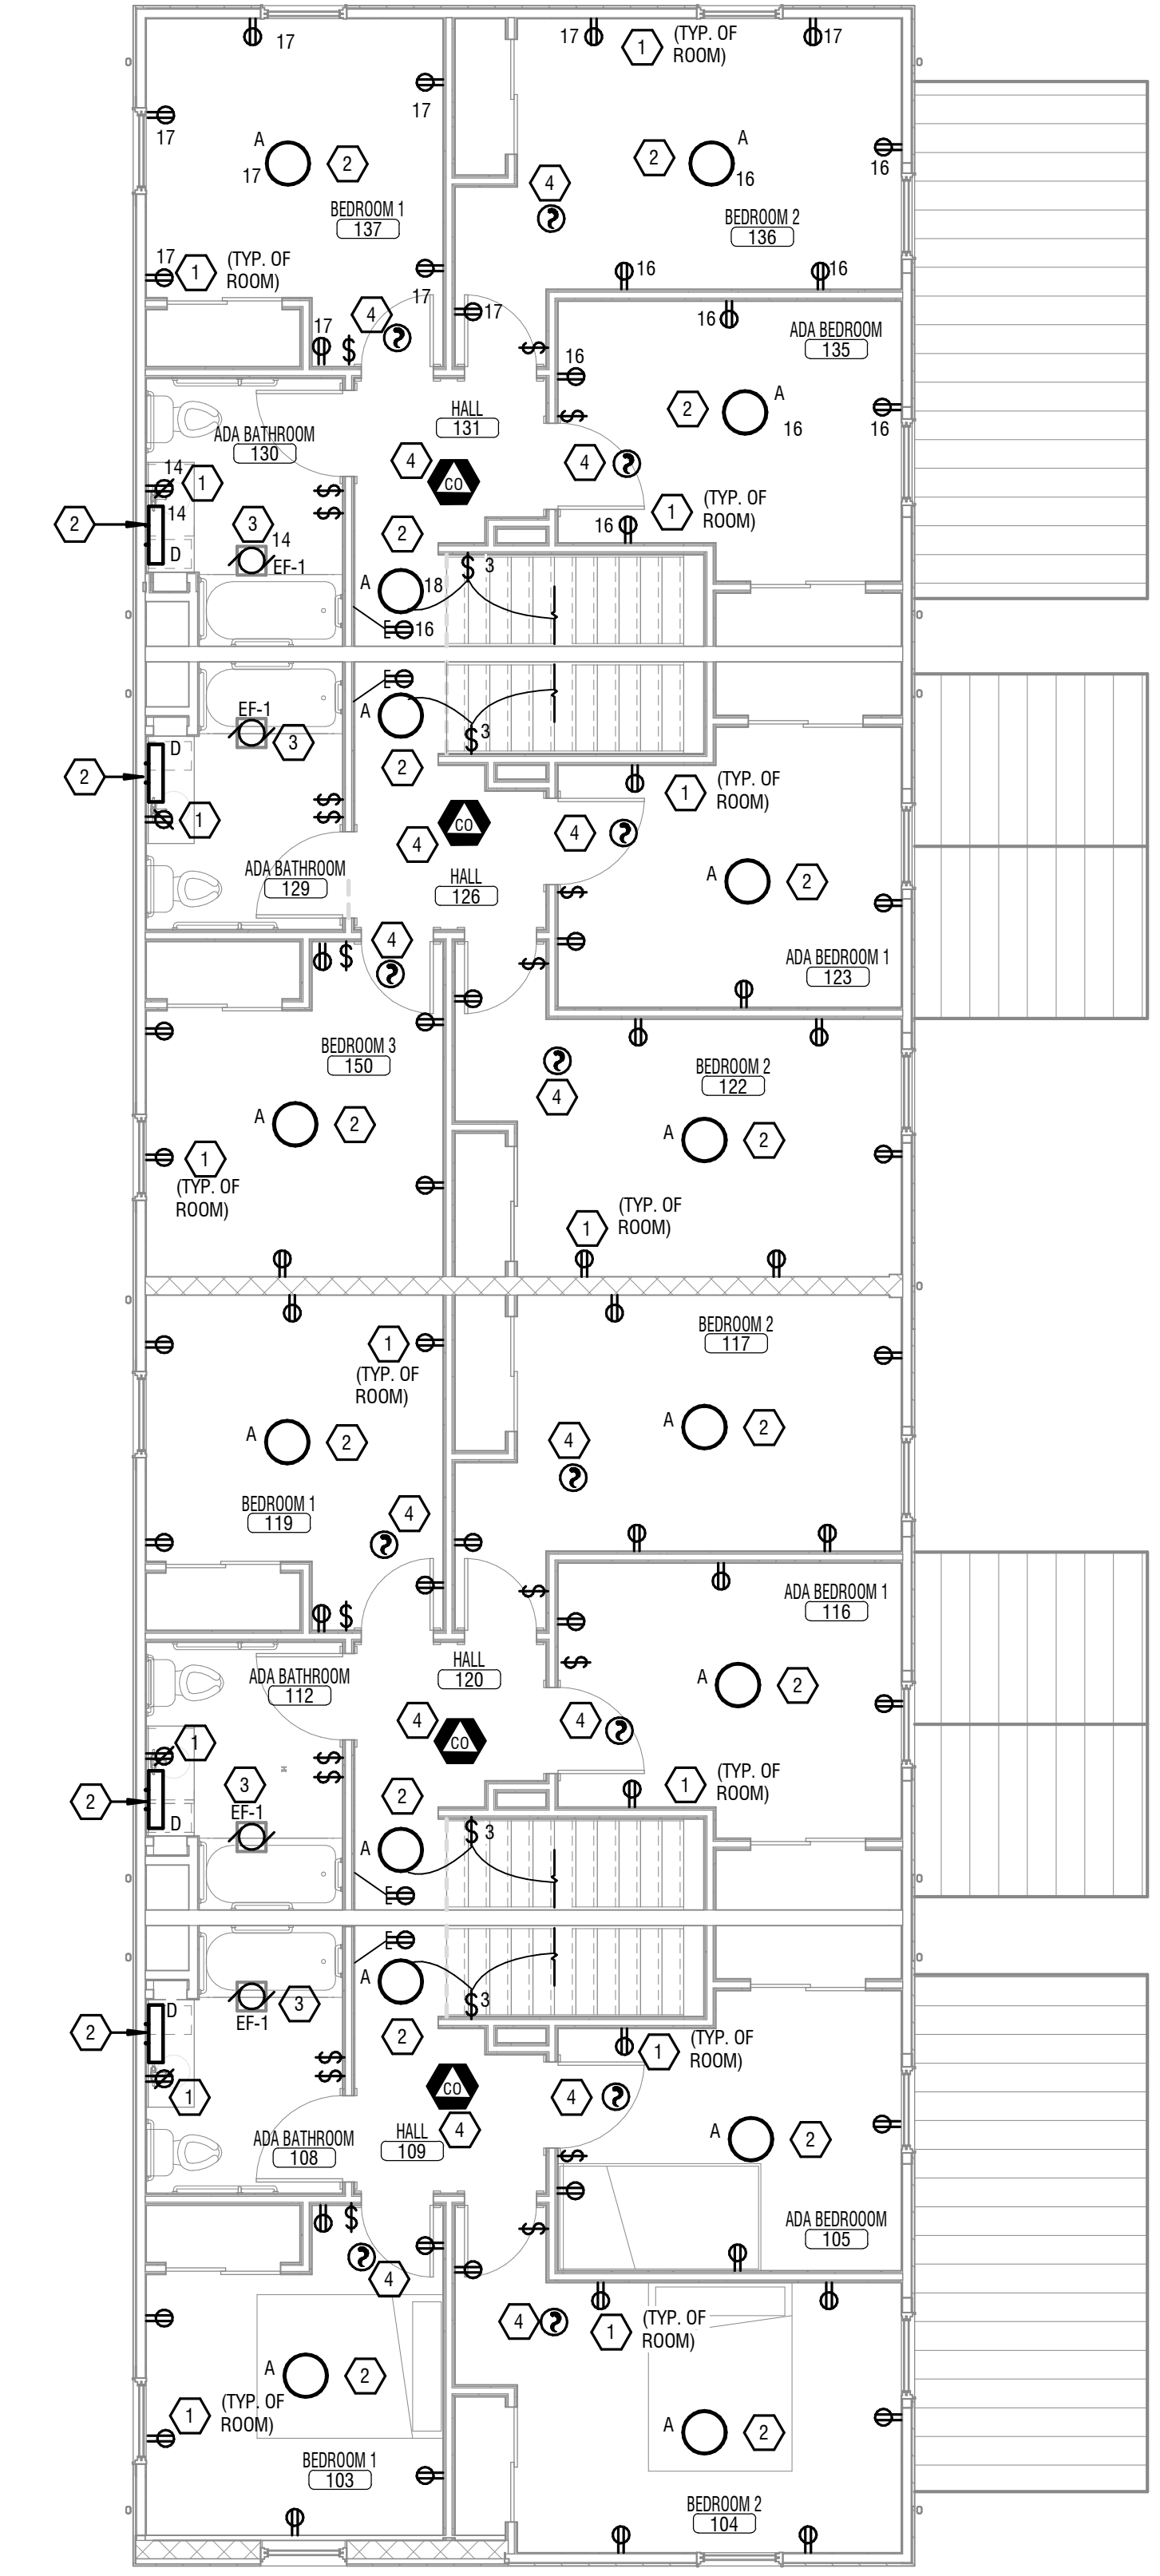 17
17
1
(TYP. OF
ROOM)
17
17
17
17
A
17
2
2
A
16
16
4
BEDROOM 1
137
BEDROOM 2
136
17
1
(TYP. OF
ROOM)
17
16
16
4
17
17
16
ADA BEDROOM
135
16
2
A
16
16
HALL
131
ADA BATHROOM
130
4
CO
4
14
1
1
(TYP. OF
ROOM)
2
14
3
14
D
EF-1
2
16
$3
A
18
E
16
E
A
$3
EF-1
3
D
2
2
1
(TYP. OF
ROOM)
1
CO
4
4
ADA BATHROOM
129
HALL
126
A
2
4
ADA BEDROOM 1
123
BEDROOM 3
150
BEDROOM 2
122
4
A
2
A
2
1
(TYP. OF
ROOM)
1
(TYP. OF
ROOM)
1
(TYP. OF
ROOM)
BEDROOM 2
117
A
2
A
2
4
BEDROOM 1
119
4
ADA BEDROOM 1
116
HALL
120
ADA BATHROOM
112
A
2
4
CO
4
1
2
D
3
EF-1
2
1
(TYP. OF
ROOM)
A
$3
E
E
A
$3
D
EF-1
3
2
2
1
(TYP. OF
ROOM)
1
CO
4
4
ADA BATHROOM
108
HALL
109
A
2
ADA BEDROOOM
105
4
4
1
(TYP. OF
ROOM)
A
2
1
(TYP. OF
ROOM)
A
2
BEDROOM 1
103
BEDROOM 2
104